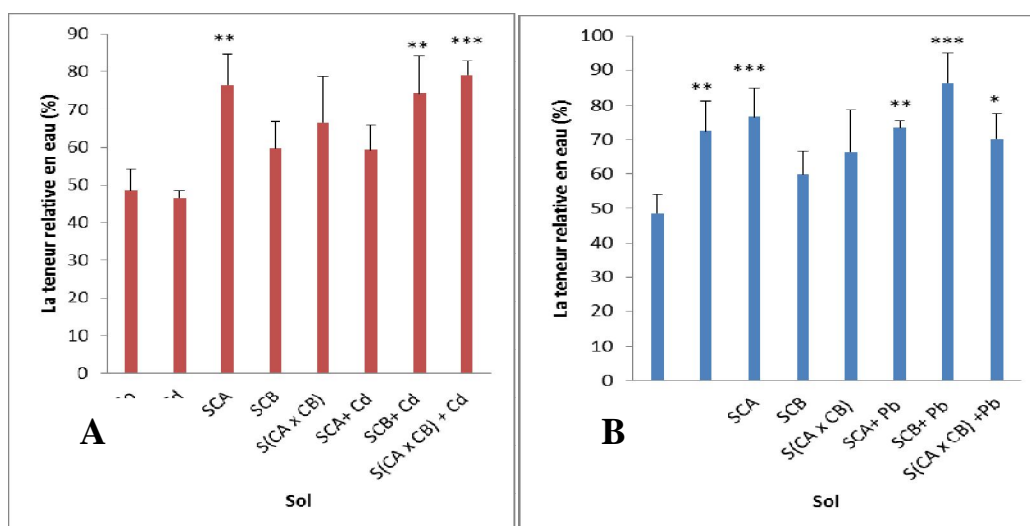 La teneur relative en eau (%)
90
80
70
60
50
40
30
20
10
0
**
**
***
SCA
SCB
S(CA x CB)
SCA+ Cd
SCB+ Cd
S(CA x CB) + Cd
A
Sol
La teneur relative en eau (%)
100
90
80
70
60
50
40
30
20
10
0
**
***
**
***
*
SCA
SCB
S(CA x CB)
SCA+ Pb
SCB+ Pb
S(CA x CB) +Pb
B
Sol